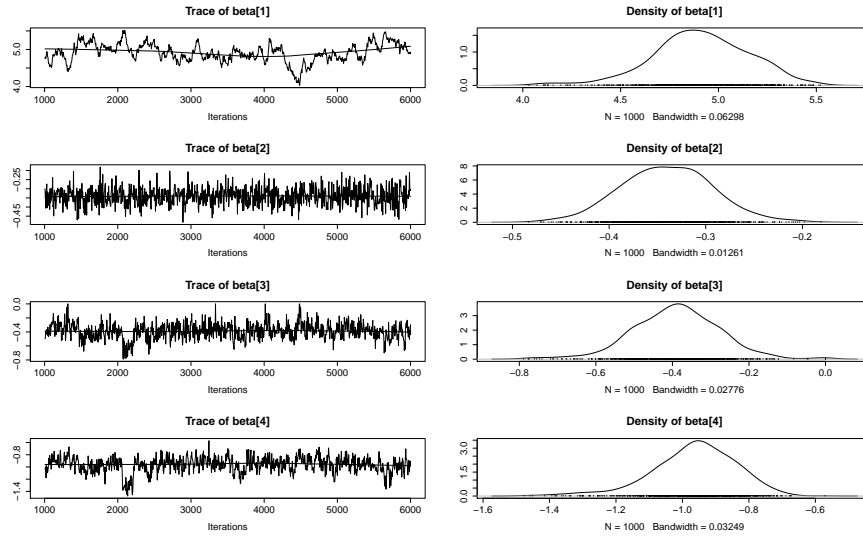 Trace of beta[1]
5.0
4.0
1000 2000 3000 4000 5000 6000
Iterations
Density of beta[1]
1.0
0.0
4.0 4.5 5.0 5.5
N = 1000 Bandwidth = 0.06298
Trace of beta[2]
−0.25
−0.45
1000 2000 3000 4000 5000 6000
Iterations
Density of beta[2]
8
6
4
2
0
−0.5 −0.4 −0.3 −0.2
N = 1000 Bandwidth = 0.01261
Trace of beta[3]
0.0
−0.4
−0.8
1000 2000 3000 4000 5000 6000
Iterations
Density of beta[3]
3
2
1
0
−0.8 −0.6 −0.4 −0.2 0.0
N = 1000 Bandwidth = 0.02776
Trace of beta[4]
−0.8
−1.4
1000 2000 3000 4000 5000 6000
Iterations
Density of beta[4]
3.0
1.5
0.0
−1.6 −1.4 −1.2 −1.0 −0.8 −0.6
N = 1000 Bandwidth = 0.03249